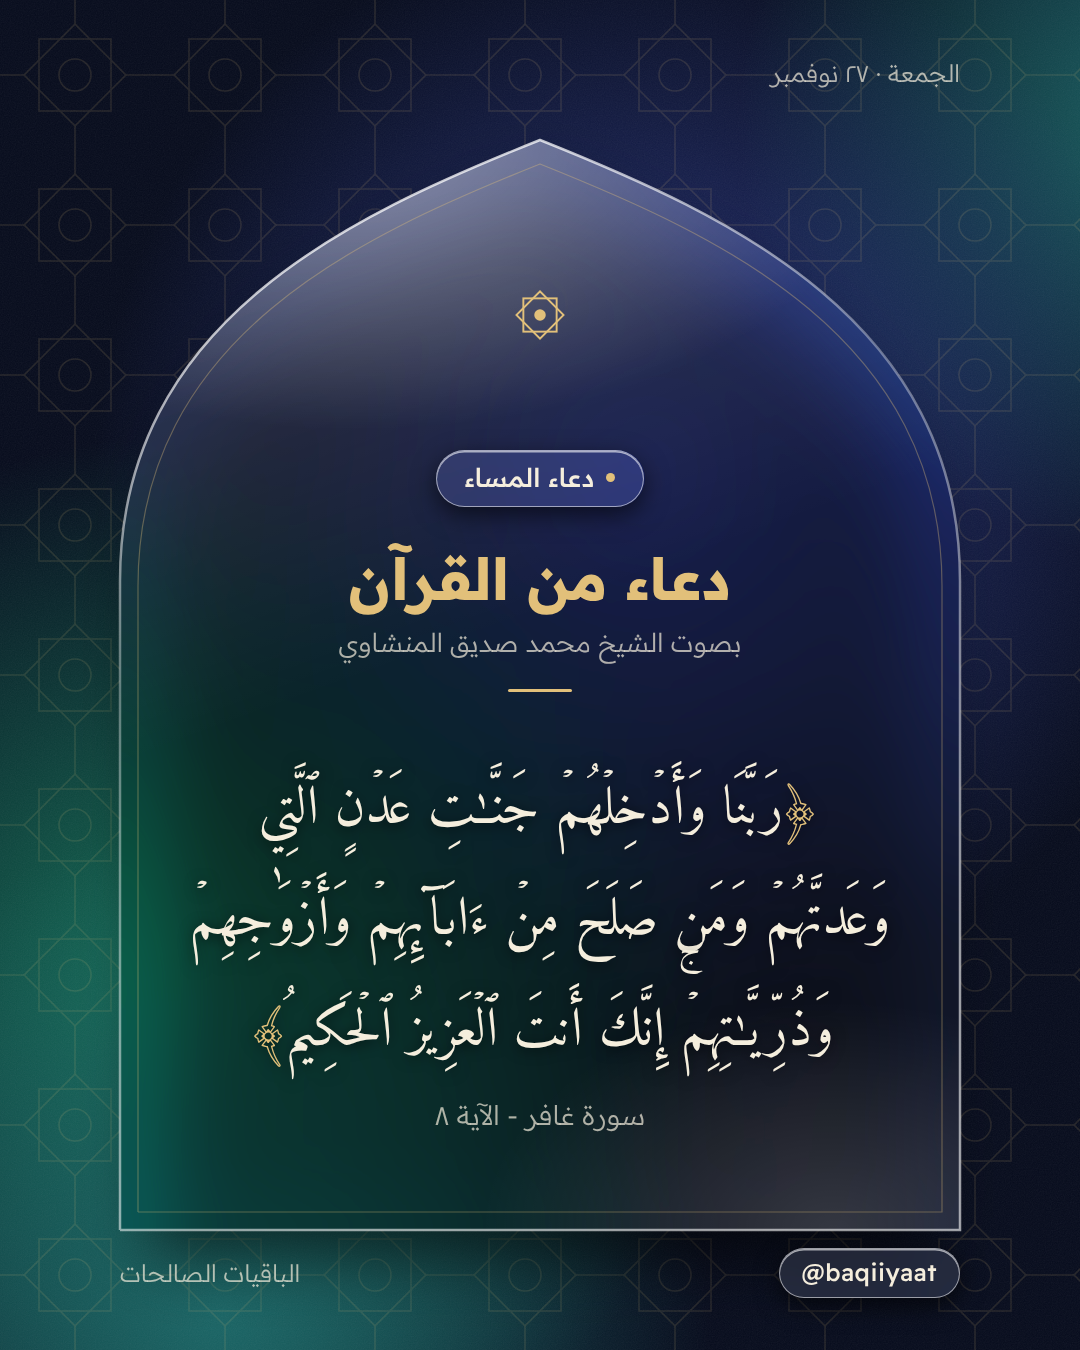 الجمعة · ٢٧ نوفمبر
دعاء المساء
دعاء من القرآن
بصوت الشيخ محمد صديق المنشاوي
﴿رَبَّنَا وَأَدۡخِلۡهُمۡ جَنَّـٰتِ عَدۡنٍ ٱلَّتِي
وَعَدتَّهُمۡ وَمَن صَلَحَ مِنۡ ءَابَآئِهِمۡ وَأَزۡوَٰجِهِمۡ
وَذُرِّيَّـٰتِهِمۡۚ إِنَّكَ أَنتَ ٱلۡعَزِيزُ ٱلۡحَكِيمُ﴾
سورة غافر - الآية ٨
@baqiiyaat
الباقيات الصالحات